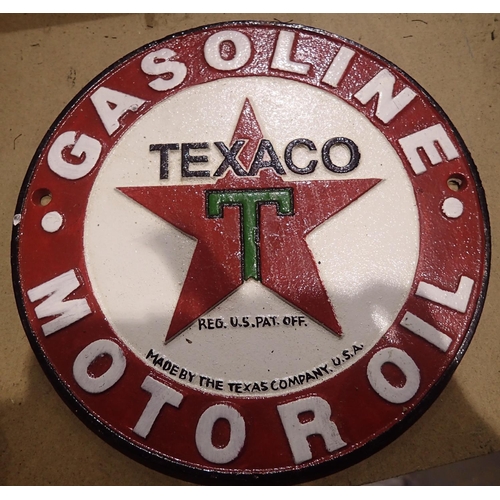 GASOLINE
TEXACO
T
REG. U.S. PAT. OFF.
MADE BY THE TEXAS COMPANY, U.S.A.
MOTOR OIL